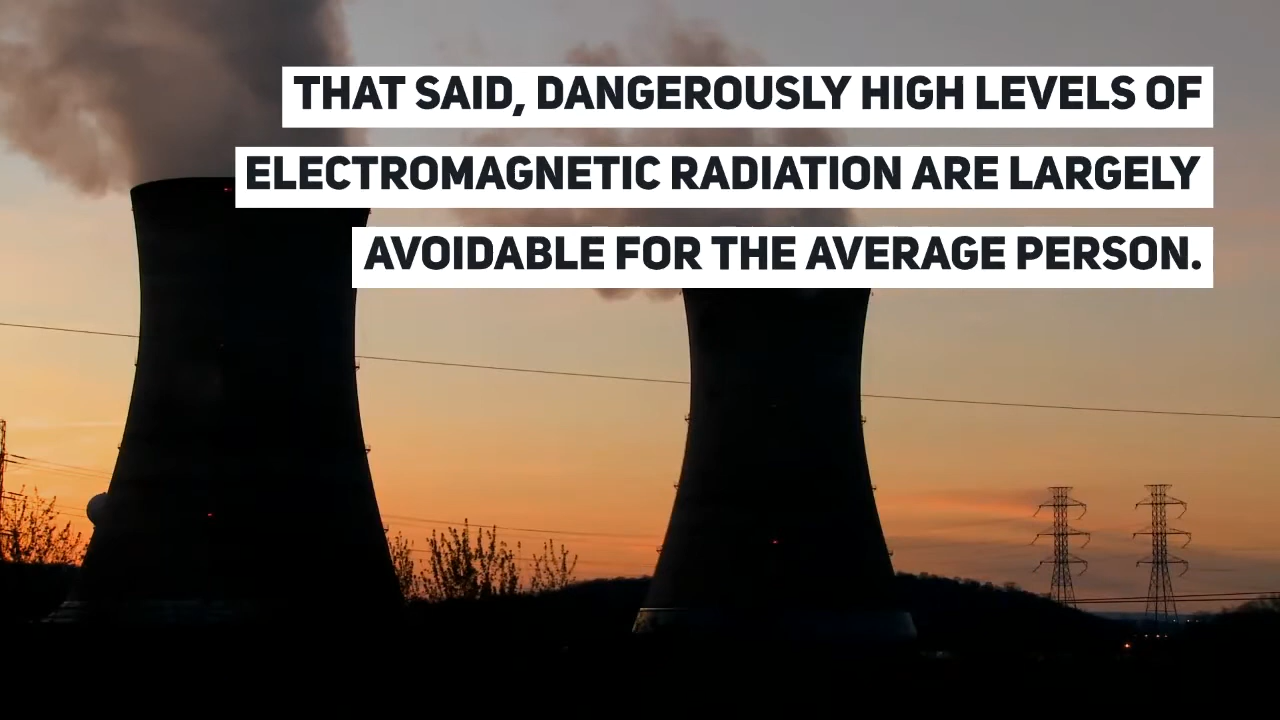 THAT SAID, DANGEROUSLY HIGH LEVELS OF
ELECTROMAGNETIC RADIATION ARE LARGELY
AVOIDABLE FOR THE AVERAGE PERSON.